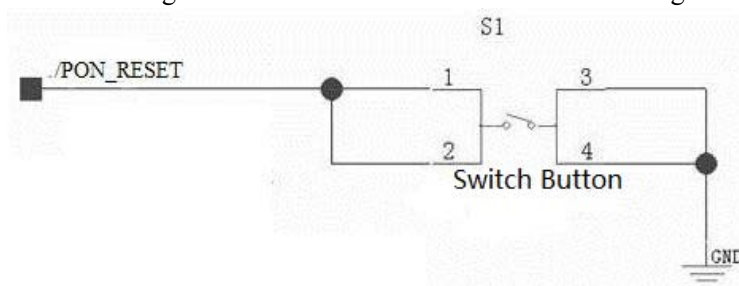 S1
./PON_RESET
1
3
2
4
Switch Button
GND